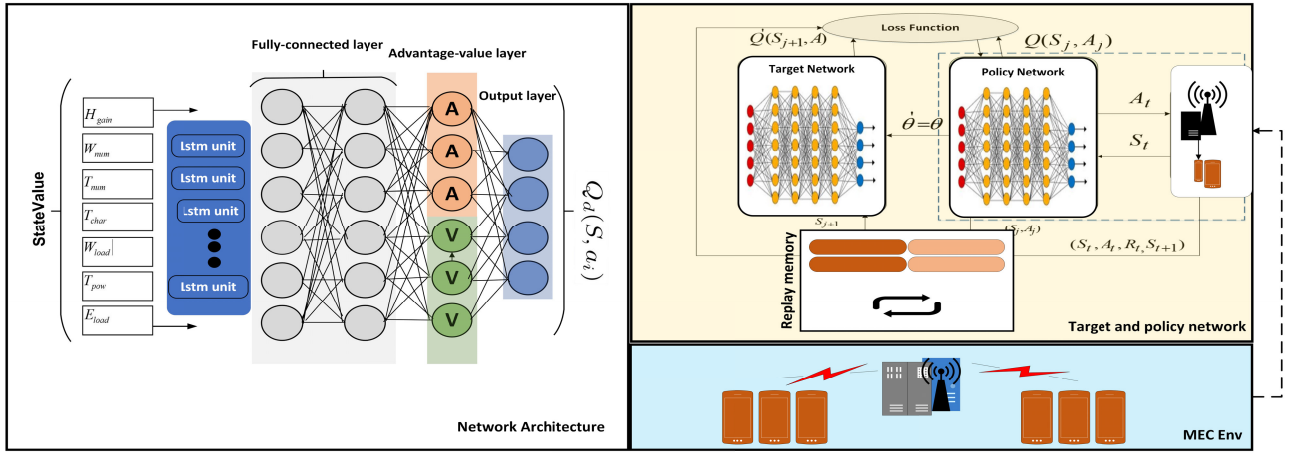 Fully-connected layer
Advantage-value layer
Output layer
StateValue
H_gain
W_num
T_num
T_char
W_load
T_pow
E_load
Lstm unit
Lstm unit
Lstm unit
Lstm unit
A
A
A
V
V
V
Q_d(S, a_i)
Network Architecture
Loss Function
Q'(S_{j+1}, A)
Q(S_j, A_j)
Target Network
Policy Network
θ' = θ
A_t
S_t
S_{j+1}
(S_j, A_j)
(S_t, A_t, R_t, S_{t+1})
Replay memory
Target and policy network
MEC Env